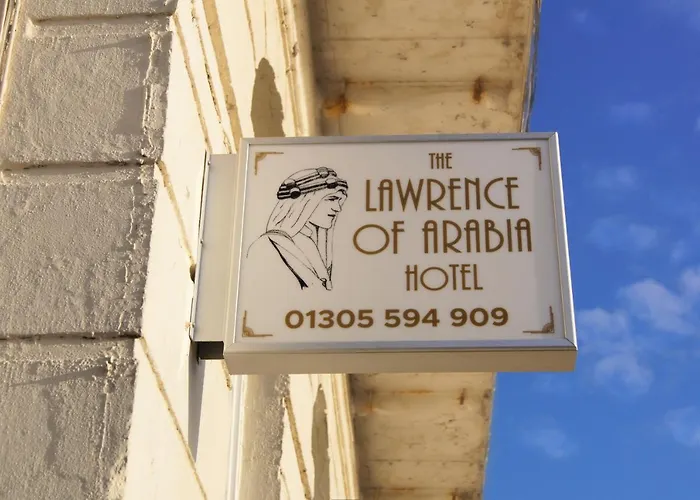 THE
LAWRENCE
OF ARABIA
HOTEL
01305 594 909